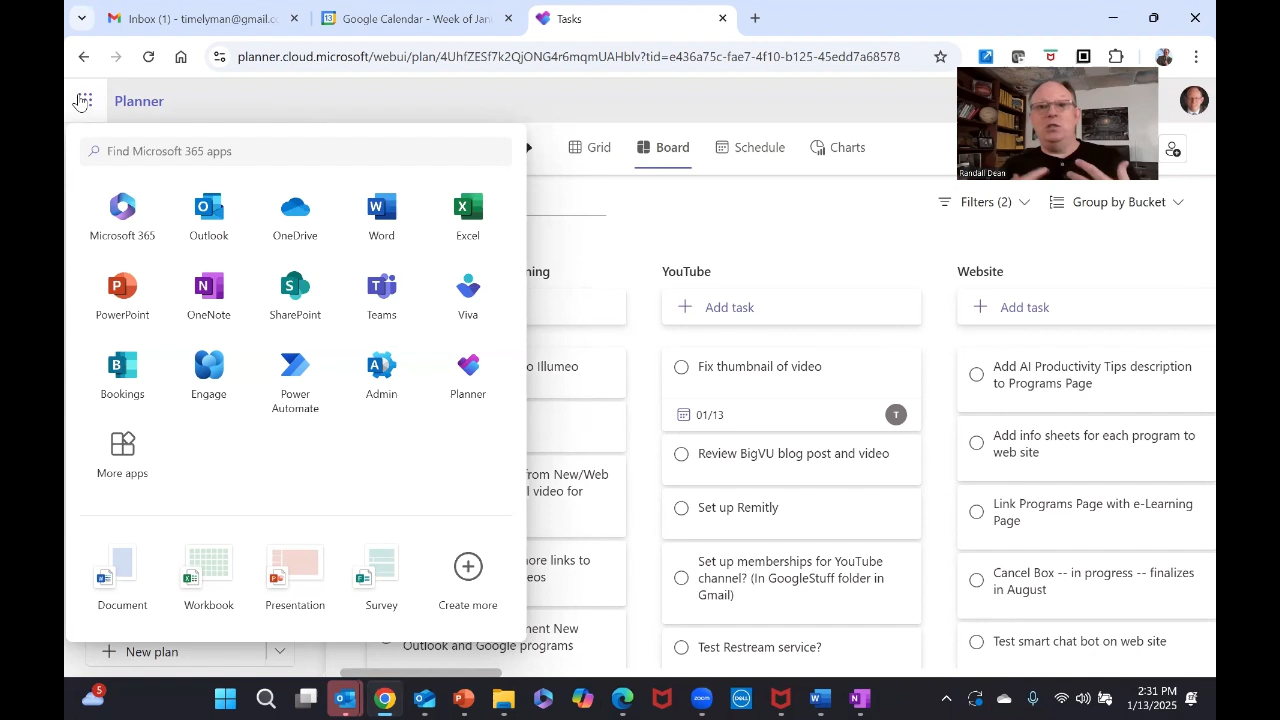 Inbox (1) - timelyman@gmail.c
Google Calendar - Week of Jan
Tasks
planner.cloud.microsoft/webui/plan/4UhfZESf7k2QjONG4r6mqmUAHblv?tid=e436a75c-fae7-4f10-b125-45edd7a68578
Planner
Find Microsoft 365 apps
Grid
Board
Schedule
Charts
Randall Dean
Filters (2)
Group by Bucket
Microsoft 365
Outlook
OneDrive
Word
Excel
PowerPoint
OneNote
SharePoint
Teams
Viva
Bookings
Engage
Power
Automate
Admin
Planner
More apps
Document
Workbook
Presentation
Survey
Create more
New plan
ning
o Illumeo
from New/Web
l video for
ore links to
eos
nent New
Outlook and Google programs
YouTube
Add task
Fix thumbnail of video
01/13
T
Review BigVU blog post and video
Set up Remitly
Set up memberships for YouTube
channel? (In GoogleStuff folder in
Gmail)
Test Restream service?
Website
Add task
Add AI Productivity Tips description
to Programs Page
Add info sheets for each program to
web site
Link Programs Page with e-Learning
Page
Cancel Box -- in progress -- finalizes
in August
Test smart chat bot on web site
5
2:31 PM
1/13/2025